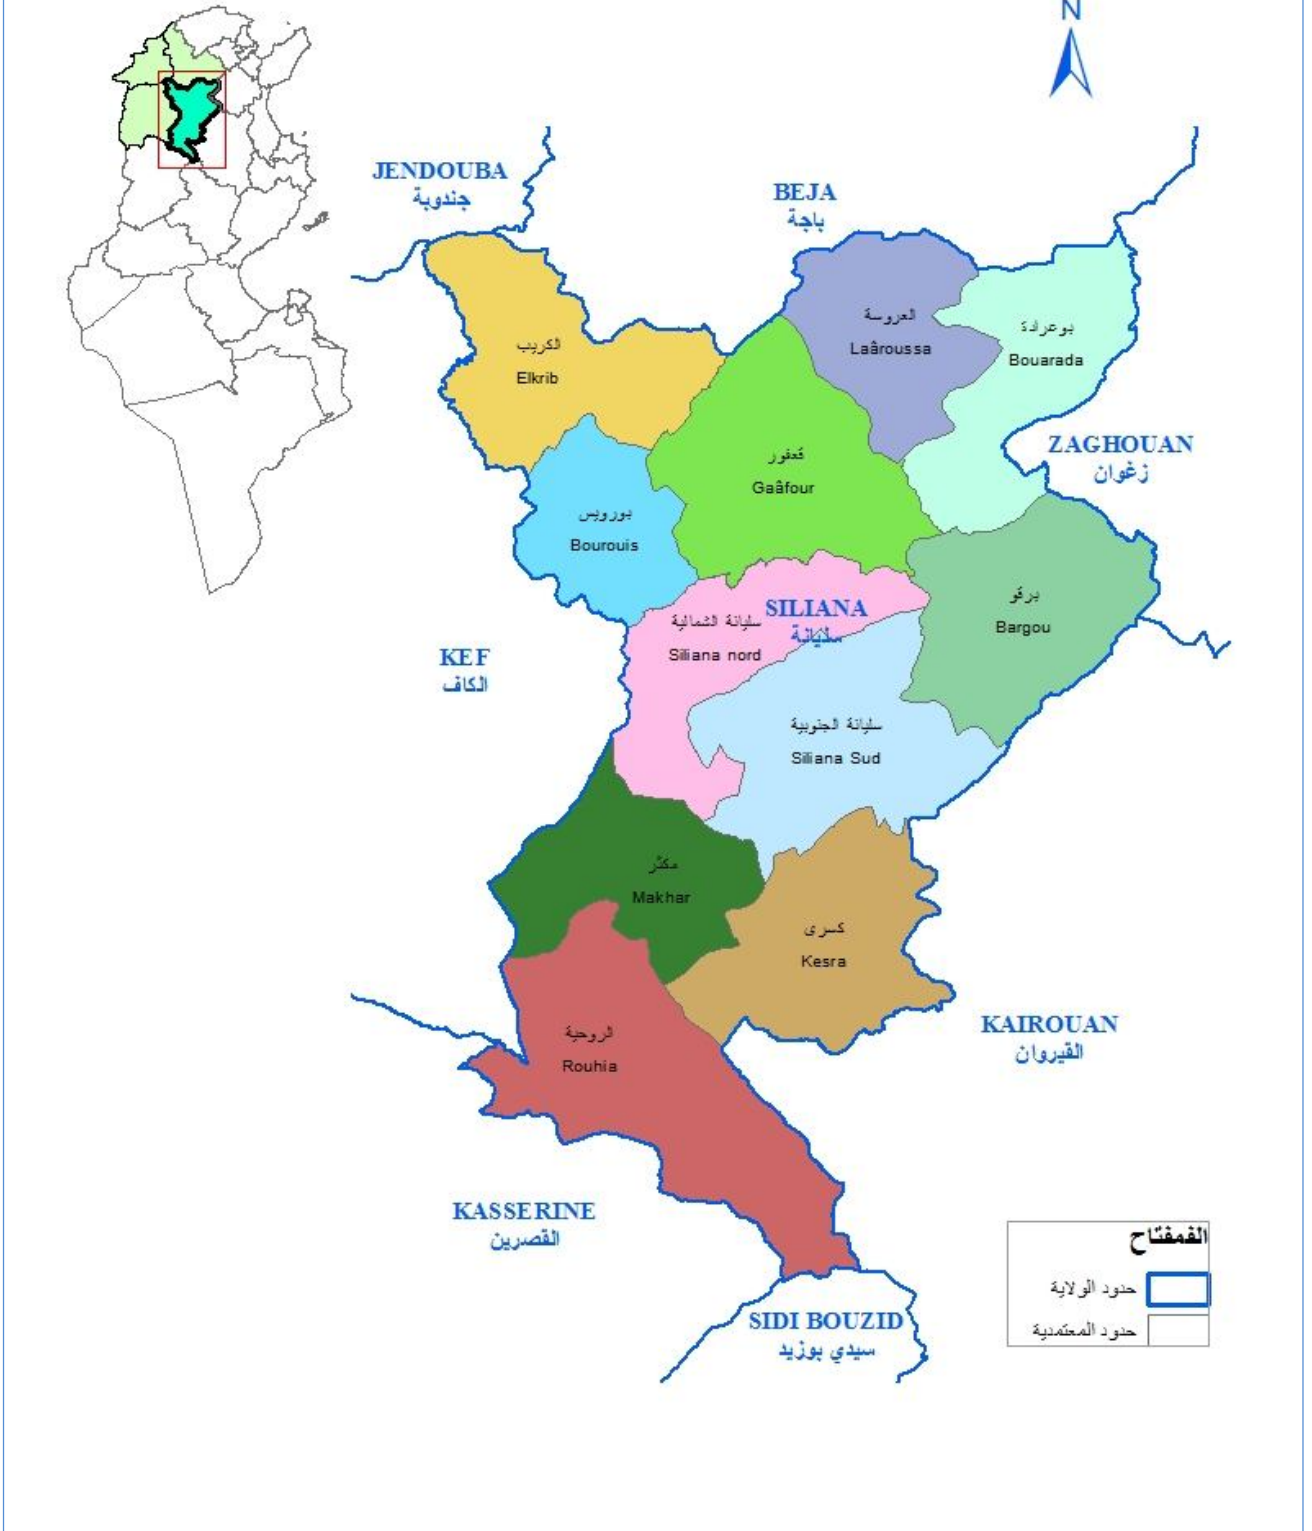 N
JENDOUBA
جندوبة
BEJA
باجة
العروسة
Laâroussa
بوعرادة
Bouarada
الكريب
Elkrib
ZAGHOUAN
زغوان
قعفور
Gaâfour
بورويس
Bourouis
برقو
Bargou
SILIANA
سليانة
سليانة الشمالية
Siliana nord
KEF
الكاف
سليانة الجنوبية
Siliana Sud
مكثر
Makhar
كسرى
Kesra
KAIROUAN
القيروان
الروحية
Rouhia
KASSERINE
القصرين
SIDI BOUZID
سيدي بوزيد
الفمفتاح
حدود الولاية
حدود المعتمدية